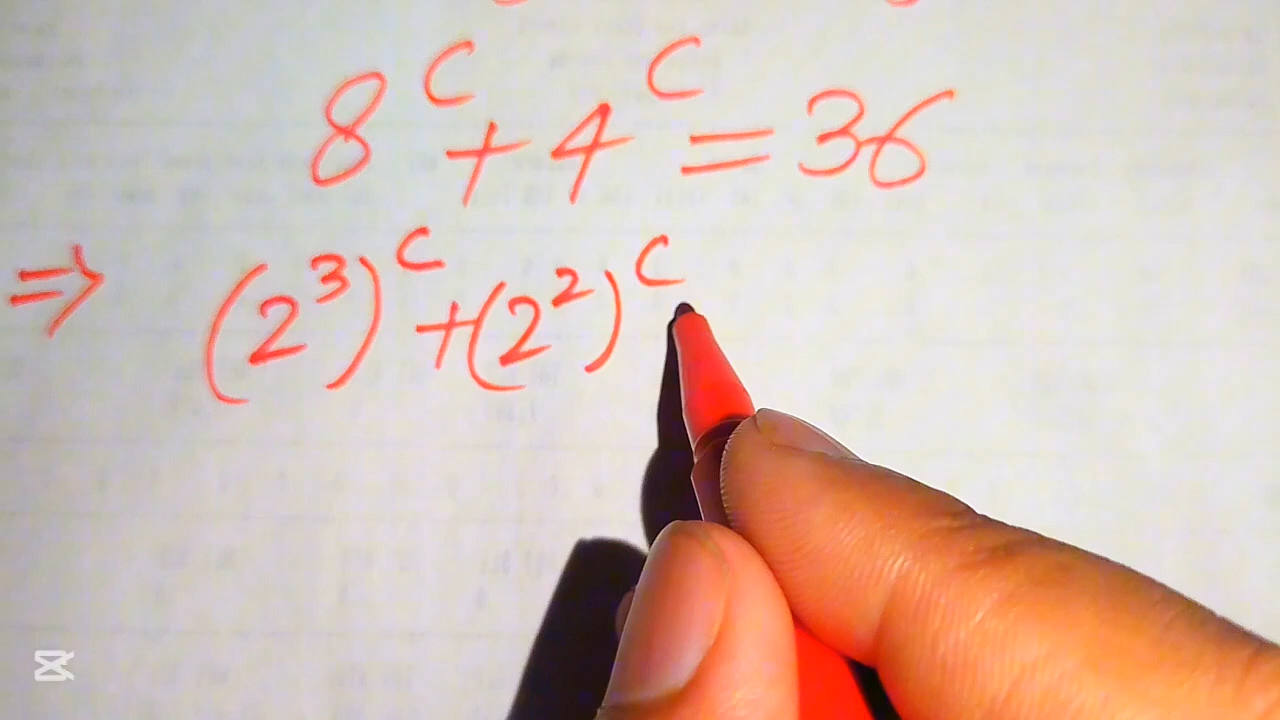 8^C + 4^C = 36
⇒ (2^3)^C + (2^2)^C